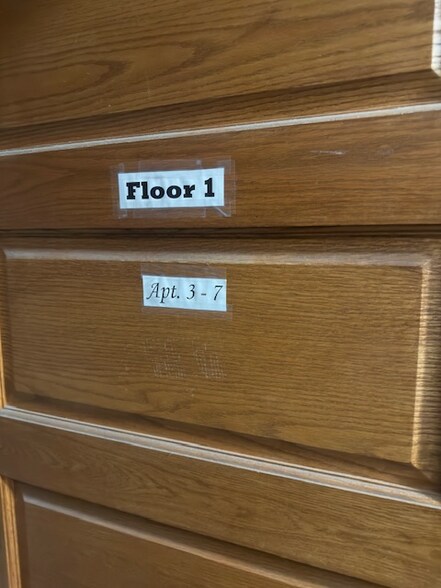 Floor 1
Apt. 3 - 7